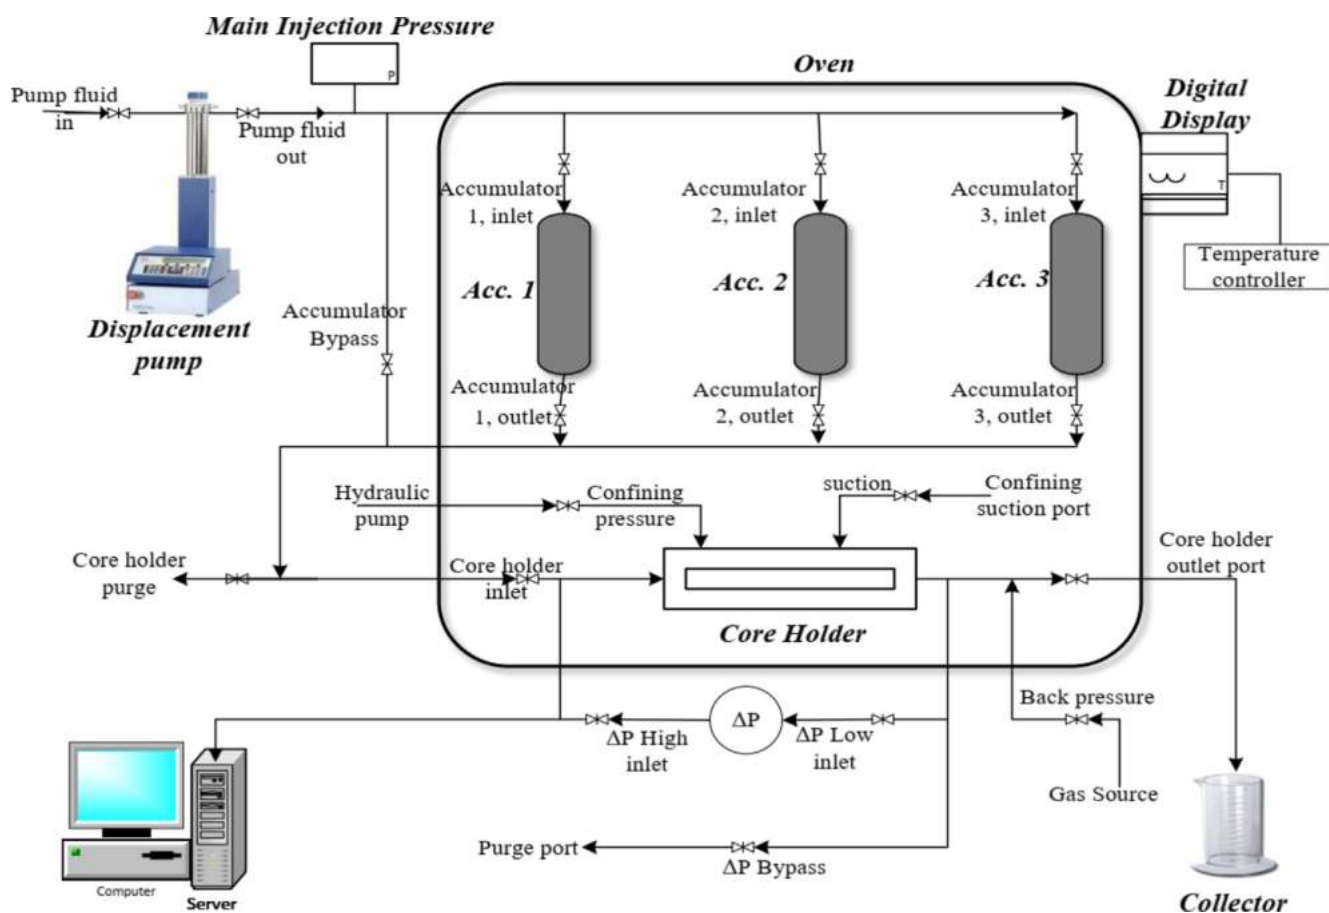 Main Injection Pressure
P
Oven
Digital
Display
Pump fluid
in
Pump fluid
out
T
Temperature
controller
Accumulator
1, inlet
Accumulator
2, inlet
Accumulator
3, inlet
Acc. 1
Acc. 2
Acc. 3
Displacement
pump
Accumulator
Bypass
Accumulator
1, outlet
Accumulator
2, outlet
Accumulator
3, outlet
Hydraulic
pump
Confining
pressure
suction
Confining
suction port
Core holder
purge
Core holder
inlet
Core holder
outlet port
Core Holder
Back pressure
ΔP
ΔP High
inlet
ΔP Low
inlet
Gas Source
Purge port
ΔP Bypass
Computer
Server
Collector